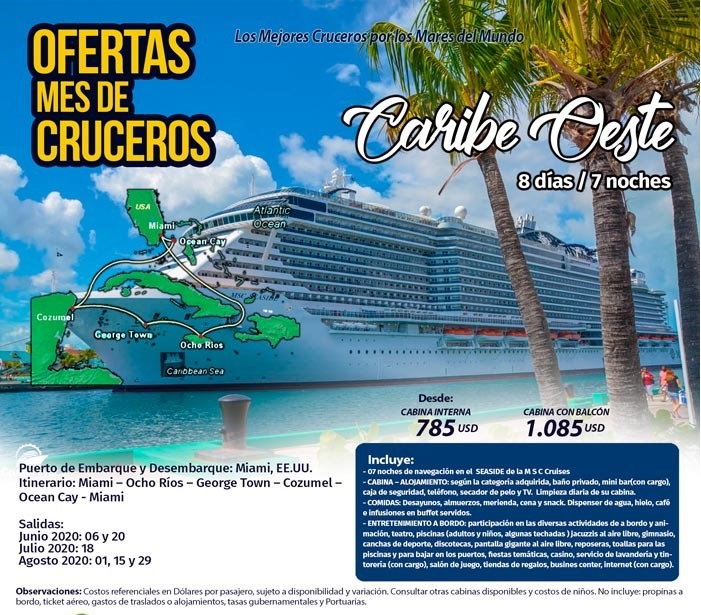 Los Mejores Cruceros por los Mares del Mundo
OFERTAS
MES DE
CRUCEROS
Caribe Oeste
8 días / 7 noches
USA
Miami
Atlantic
Ocean
Ocean Cay
Cozumel
George Town
Ocho Rios
Caribbean Sea
Desde:
CABINA INTERNA
785 USD
CABINA CON BALCÓN
1.085 USD
Puerto de Embarque y Desembarque: Miami, EE.UU.
Itinerario: Miami – Ocho Ríos – George Town – Cozumel –
Ocean Cay - Miami
Salidas:
Junio 2020: 06 y 20
Julio 2020: 18
Agosto 2020: 01, 15 y 29
Incluye:
- 07 noches de navegación en el SEASIDE de la M S C Cruises
- CABINA – ALOJAMIENTO: según la categoría adquirida, baño privado, mini bar(con cargo),
caja de seguridad, teléfono, secador de pelo y TV. Limpieza diaria de su cabina.
- COMIDAS: Desayunos, almuerzos, merienda, cena y snack. Dispenser de agua, hielo, café
e infusiones en buffet servidos.
- ENTRETENIMIENTO A BORDO: participación en las diversas actividades de a bordo y ani-
mación, teatro, piscinas (adultos y niños, algunas techadas ) jacuzzis al aire libre, gimnasio,
canchas de deporte, discotecas, pantalla gigante al aire libre, reposeras, toallas para las
piscinas y para bajar en los puertos, fiestas temáticas, casino, servicio de lavandería y tin-
torería (con cargo), salón de juego, tiendas de regalos, busines center, internet (con cargo).
Observaciones: Costos referenciales en Dólares por pasajero, sujeto a disponibilidad y variación. Consultar otras cabinas disponibles y costos de niños. No incluye: propinas a
bordo, ticket aéreo, gastos de traslados o alojamientos, tasas gubernamentales y Portuarias.